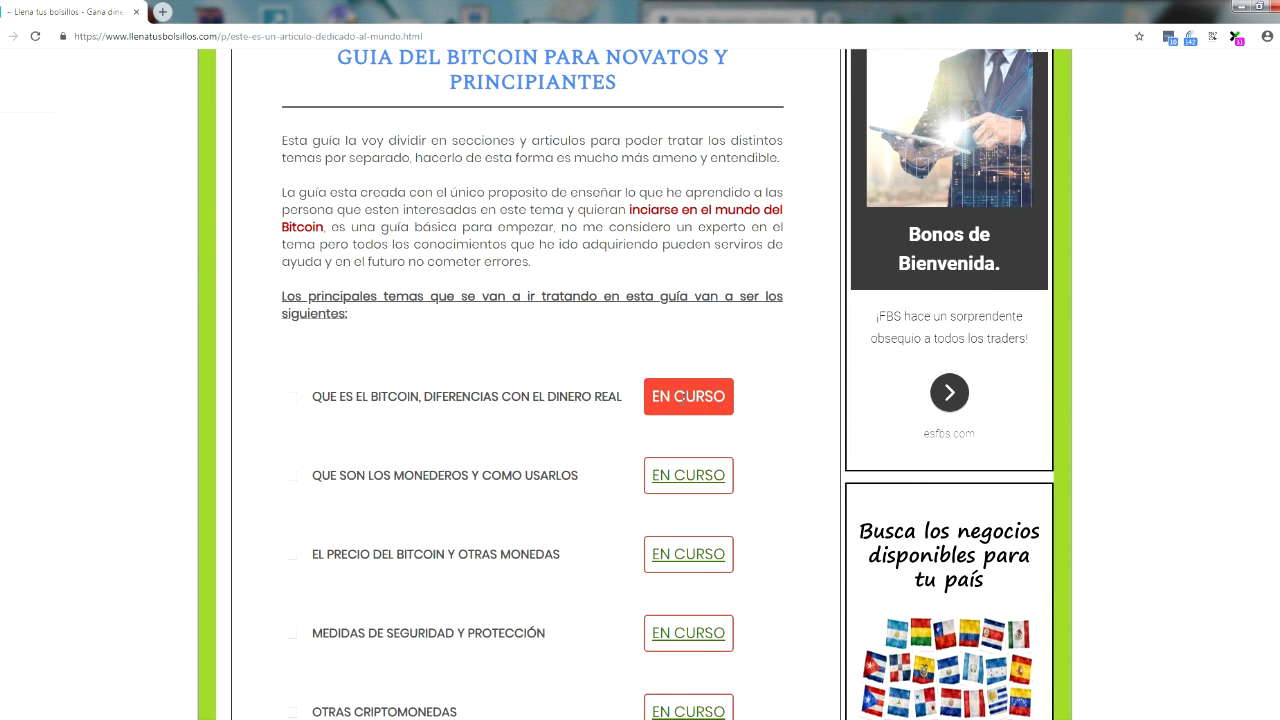 ~ Llena tus bolsillos - Gana dine
https://www.llenatusbolsillos.com/p/este-es-un-articulo-dedicado-al-mundo.html
10
142
31
GUIA DEL BITCOIN PARA NOVATOS Y
PRINCIPIANTES
Esta guía la voy dividir en secciones y articulos para poder tratar los distintos
temas por separado, hacerlo de esta forma es mucho más ameno y entendible.
La guía esta creada con el único proposito de enseñar lo que he aprendido a las
persona que esten interesadas en este tema y quieran inciarse en el mundo del
Bitcoin, es una guía básica para empezar, no me considero un experto en el
tema pero todos los conocimientos que he ido adquiriendo pueden serviros de
ayuda y en el futuro no cometer errores.
Los principales temas que se van a ir tratando en esta guía van a ser los
siguientes:
QUE ES EL BITCOIN, DIFERENCIAS CON EL DINERO REAL EN CURSO
QUE SON LOS MONEDEROS Y COMO USARLOS EN CURSO
EL PRECIO DEL BITCOIN Y OTRAS MONEDAS EN CURSO
MEDIDAS DE SEGURIDAD Y PROTECCIÓN EN CURSO
OTRAS CRIPTOMONEDAS EN CURSO
Bonos de
Bienvenida.
¡FBS hace un sorprendente
obsequio a todos los traders!
esfbs.com
Busca los negocios
disponibles para
tu país